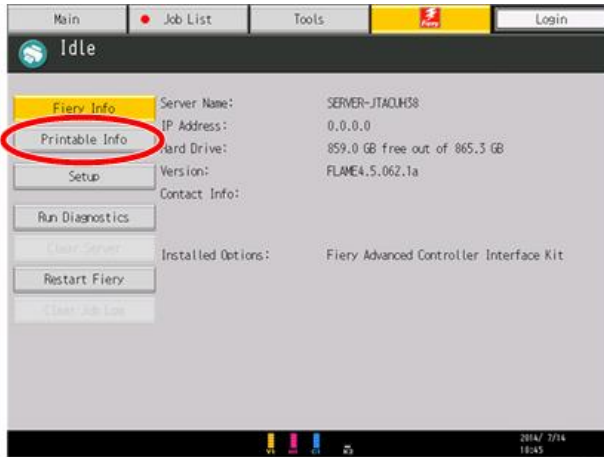 Main
Job List
Tools
Fiery
Login
Idle
Fiery Info
Printable Info
Setup
Run Diagnostics
Clear Server
Restart Fiery
Clear Job Log
Server Name: SERVER-JTACUH38
IP Address: 0.0.0.0
Hard Drive: 859.0 GB free out of 865.3 GB
Version: FLAME4.5.062.1a
Contact Info:
Installed Options: Fiery Advanced Controller Interface Kit
2014/ 7/14
10:45